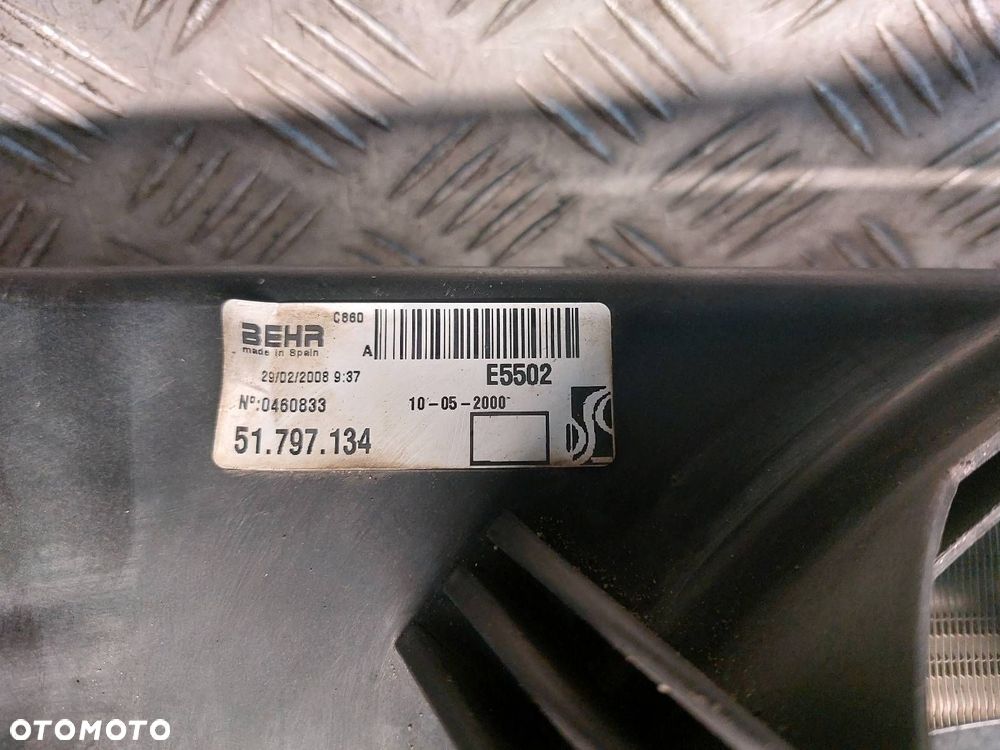 BEHR C860
made in Spain
A
29/02/2008 9:37 E5502
Nº:0460833 10-05-2000
51.797.134
OTOMOTO